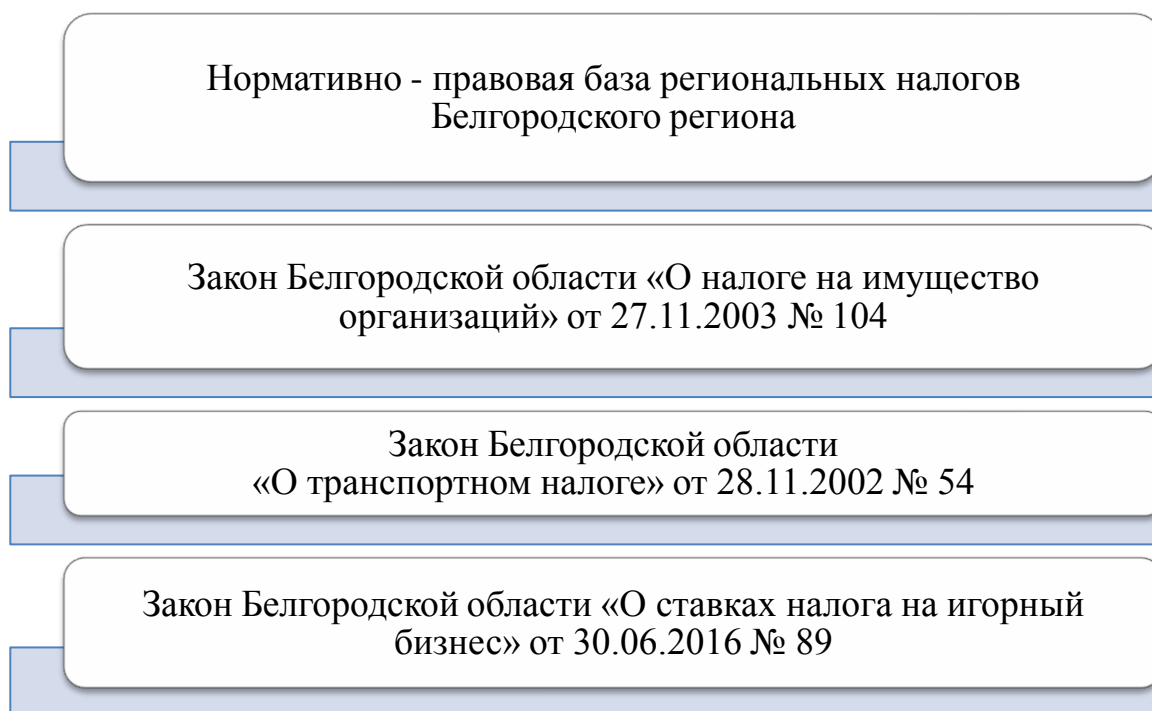 Нормативно - правовая база региональных налогов
Белгородского региона
Закон Белгородской области «О налоге на имущество
организаций» от 27.11.2003 № 104
Закон Белгородской области
«О транспортном налоге» от 28.11.2002 № 54
Закон Белгородской области «О ставках налога на игорный
бизнес» от 30.06.2016 № 89